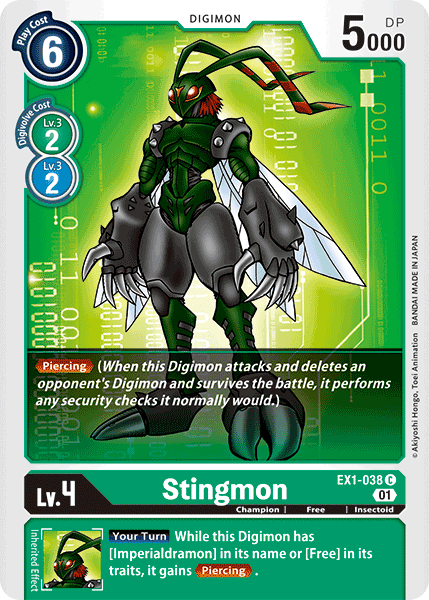 DIGIMON
Play Cost
6
DP
5000
Digivolve Cost
Lv.3
2
Lv.3
2
Piercing (When this Digimon attacks and deletes an
opponent's Digimon and survives the battle, it performs
any security checks it normally would.)
© Akiyoshi Hongo, Toei Animation BANDAI MADE IN JAPAN
Lv.4
Stingmon
EX1-038 C
01
Champion | Free | Insectoid
Inherited Effect
Your Turn While this Digimon has
[Imperialdramon] in its name or [Free] in its
traits, it gains Piercing .